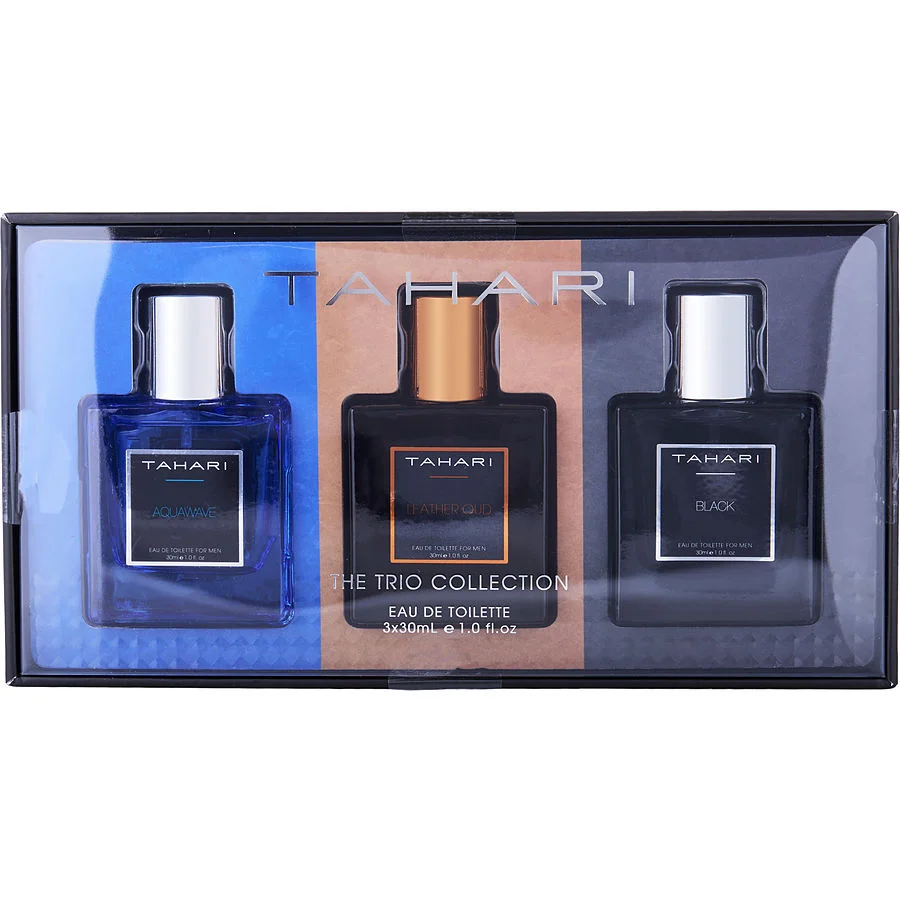 TAHARI
TAHARI
AQUAWAVE
EAU DE TOILETTE FOR MEN
30ml e 1.0 fl. oz
TAHARI
LEATHER OUD
EAU DE TOILETTE FOR MEN
30ml e 1.0 fl. oz
TAHARI
BLACK
EAU DE TOILETTE FOR MEN
30ml e 1.0 fl. oz
THE TRIO COLLECTION
EAU DE TOILETTE
3x30mL e 1.0 fl.oz